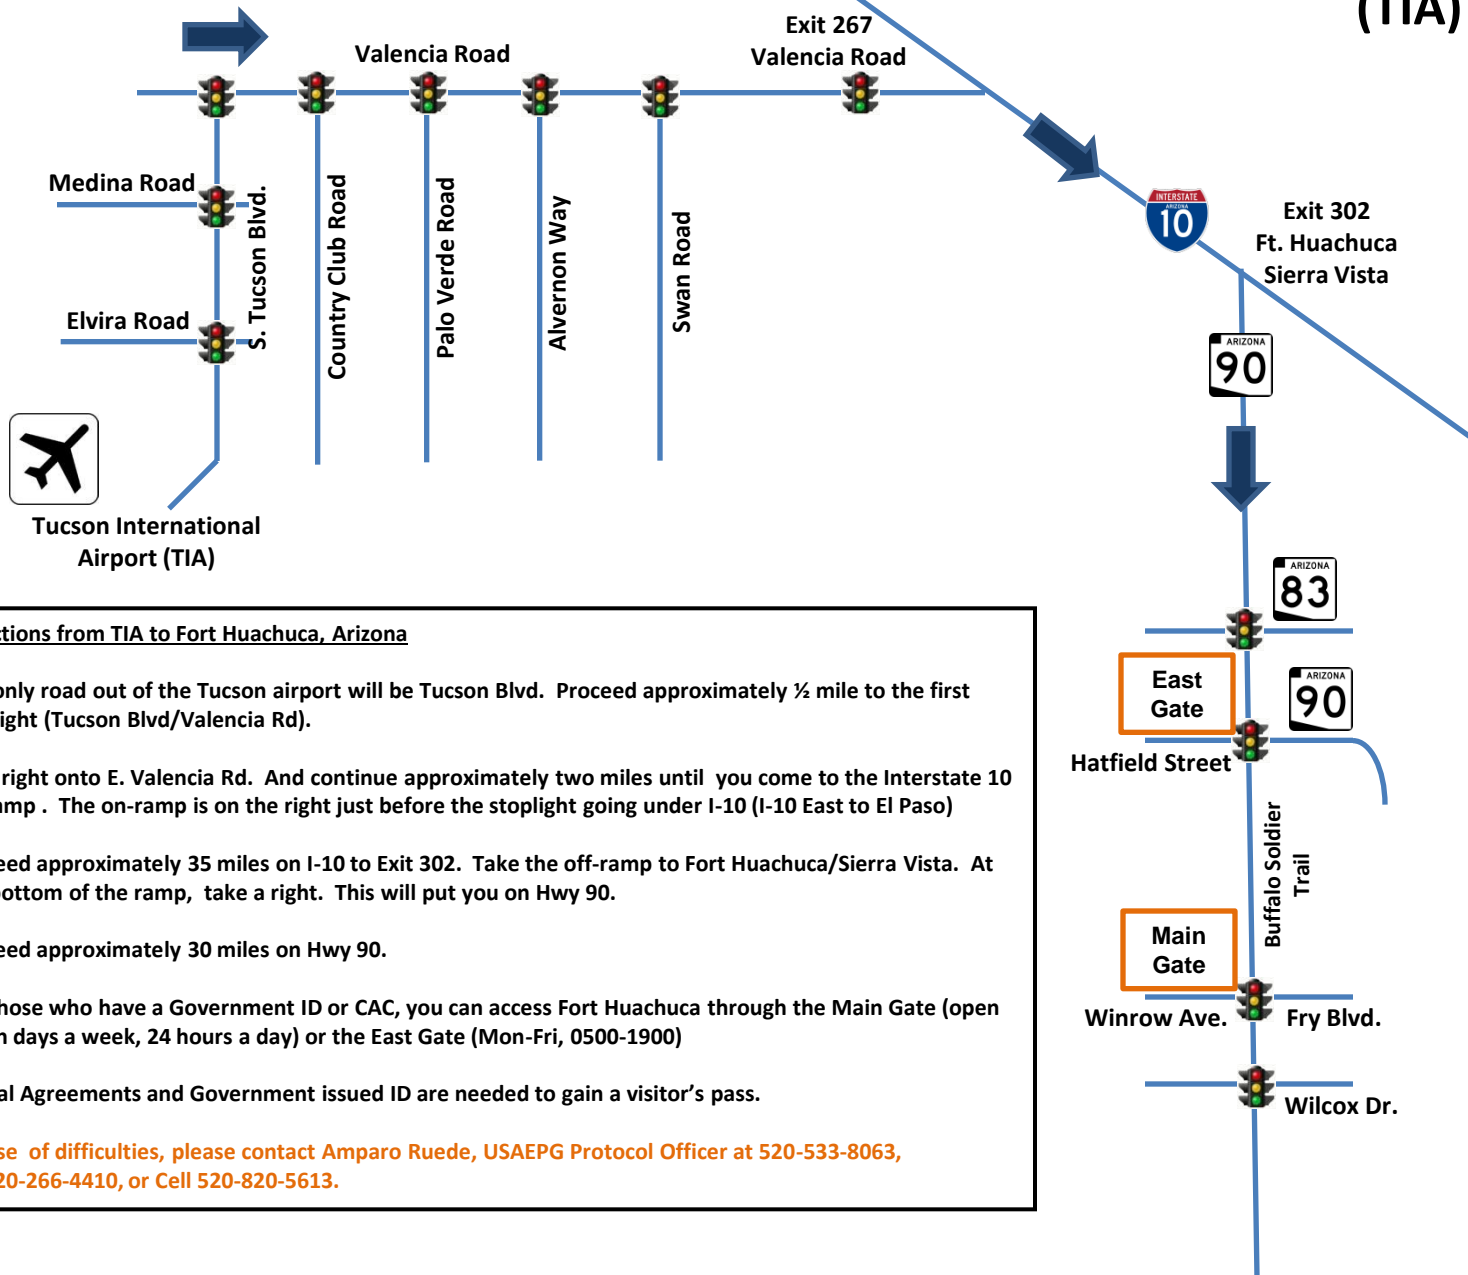 (TIA)
Exit 267
Valencia Road
Valencia Road
Medina Road
S. Tucson Blvd.
Country Club Road
Palo Verde Road
Alvernon Way
Swan Road
Elvira Road
INTERSTATE
ARIZONA
10
Exit 302
Ft. Huachuca
Sierra Vista
ARIZONA
90
Tucson International
Airport (TIA)
ARIZONA
83
East
Gate
ARIZONA
90
Hatfield Street
Buffalo Soldier
Trail
Main
Gate
Winrow Ave.
Fry Blvd.
Wilcox Dr.
ctions from TIA to Fort Huachuca, Arizona
only road out of the Tucson airport will be Tucson Blvd. Proceed approximately ½ mile to the first
ight (Tucson Blvd/Valencia Rd).
right onto E. Valencia Rd. And continue approximately two miles until you come to the Interstate 10
amp . The on-ramp is on the right just before the stoplight going under I-10 (I-10 East to El Paso)
eed approximately 35 miles on I-10 to Exit 302. Take the off-ramp to Fort Huachuca/Sierra Vista. At
bottom of the ramp, take a right. This will put you on Hwy 90.
eed approximately 30 miles on Hwy 90.
hose who have a Government ID or CAC, you can access Fort Huachuca through the Main Gate (open
n days a week, 24 hours a day) or the East Gate (Mon-Fri, 0500-1900)
al Agreements and Government issued ID are needed to gain a visitor's pass.
se of difficulties, please contact Amparo Ruede, USAEPG Protocol Officer at 520-533-8063,
20-266-4410, or Cell 520-820-5613.